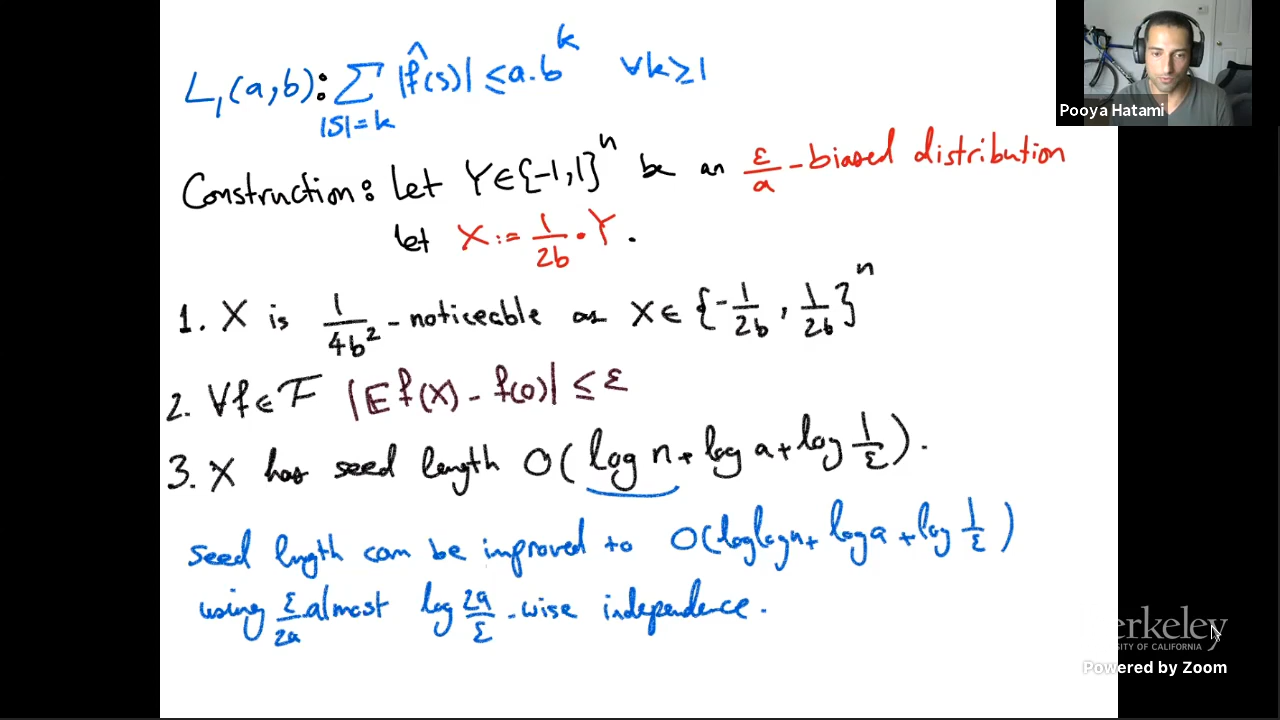 L₁(a,b): ∑_{|S|=k} |f̂(s)| ≤ a.b^k ∀k≥1
Pooya Hatami
Construction: let Y∈{-1,1}^n be an ε/a-biased distribution
let X := 1/2b · Y.
1. X is 1/4b²-noticeable as X∈{-1/2b, 1/2b}^n
2. ∀f∈F |E f(X) - f(0)| ≤ ε
3. X has seed length O(log n + log a + log 1/ε).
seed length can be improved to O(loglog n + log a + log 1/ε)
using ε/2a almost log 2a/ε-wise independence.
erkeley
SITY OF CALIFORNIA
Powered by Zoom